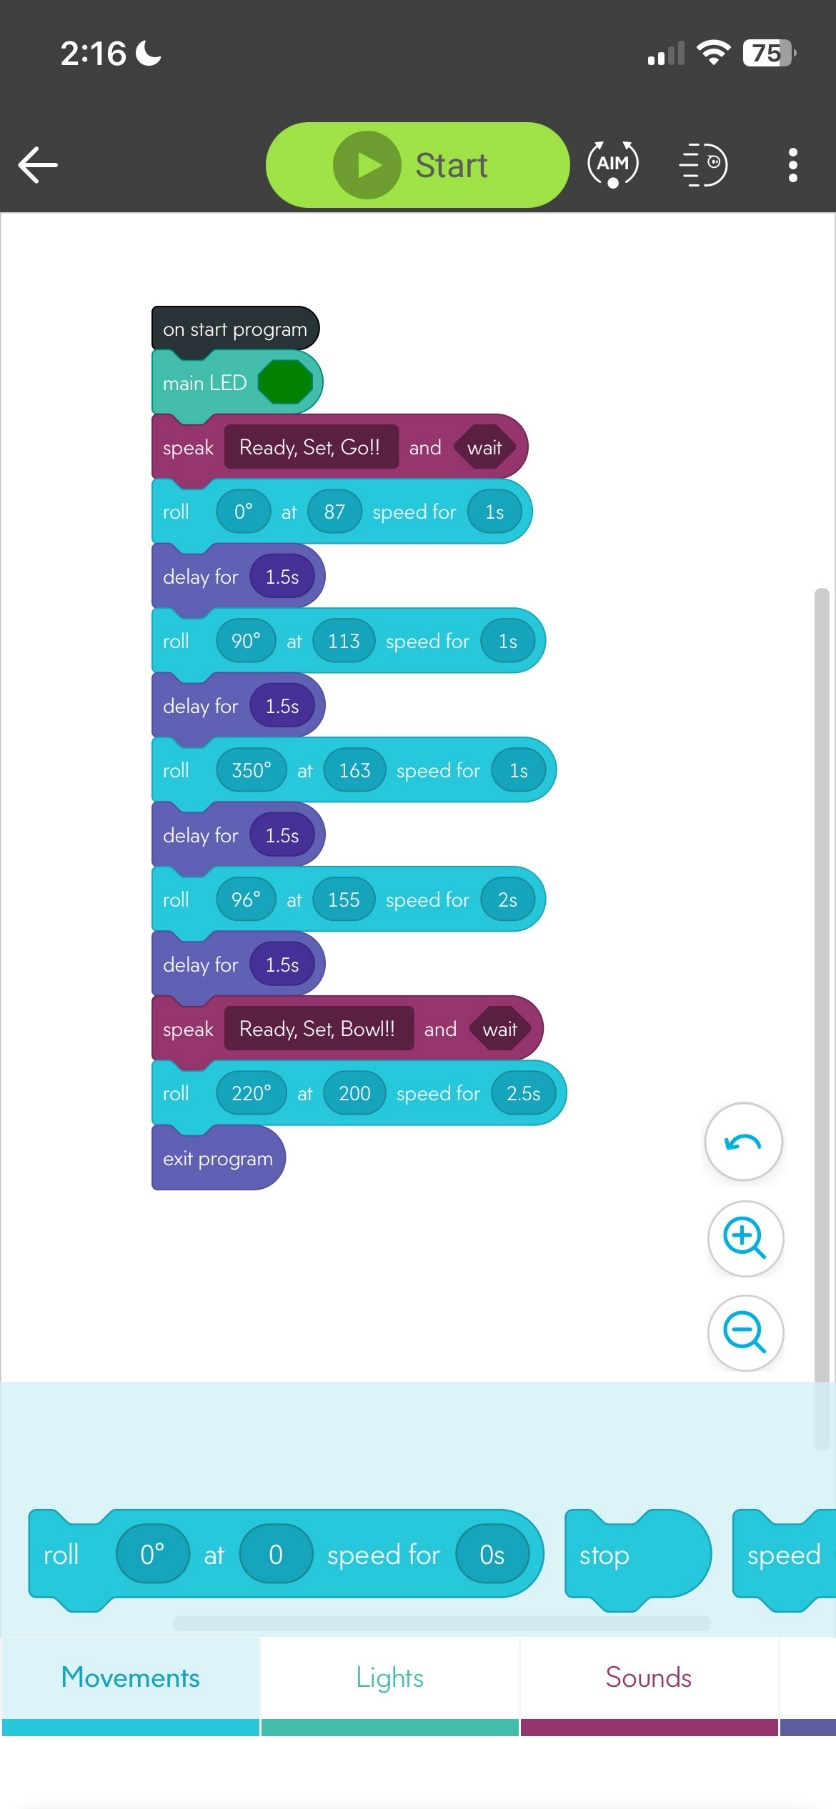 2:16
75
Start
AIM
on start program
main LED
speak Ready, Set, Go!! and wait
roll 0° at 87 speed for 1s
delay for 1.5s
roll 90° at 113 speed for 1s
delay for 1.5s
roll 350° at 163 speed for 1s
delay for 1.5s
roll 96° at 155 speed for 2s
delay for 1.5s
speak Ready, Set, Bowl!! and wait
roll 220° at 200 speed for 2.5s
exit program
roll 0° at 0 speed for 0s
stop
speed
Movements
Lights
Sounds